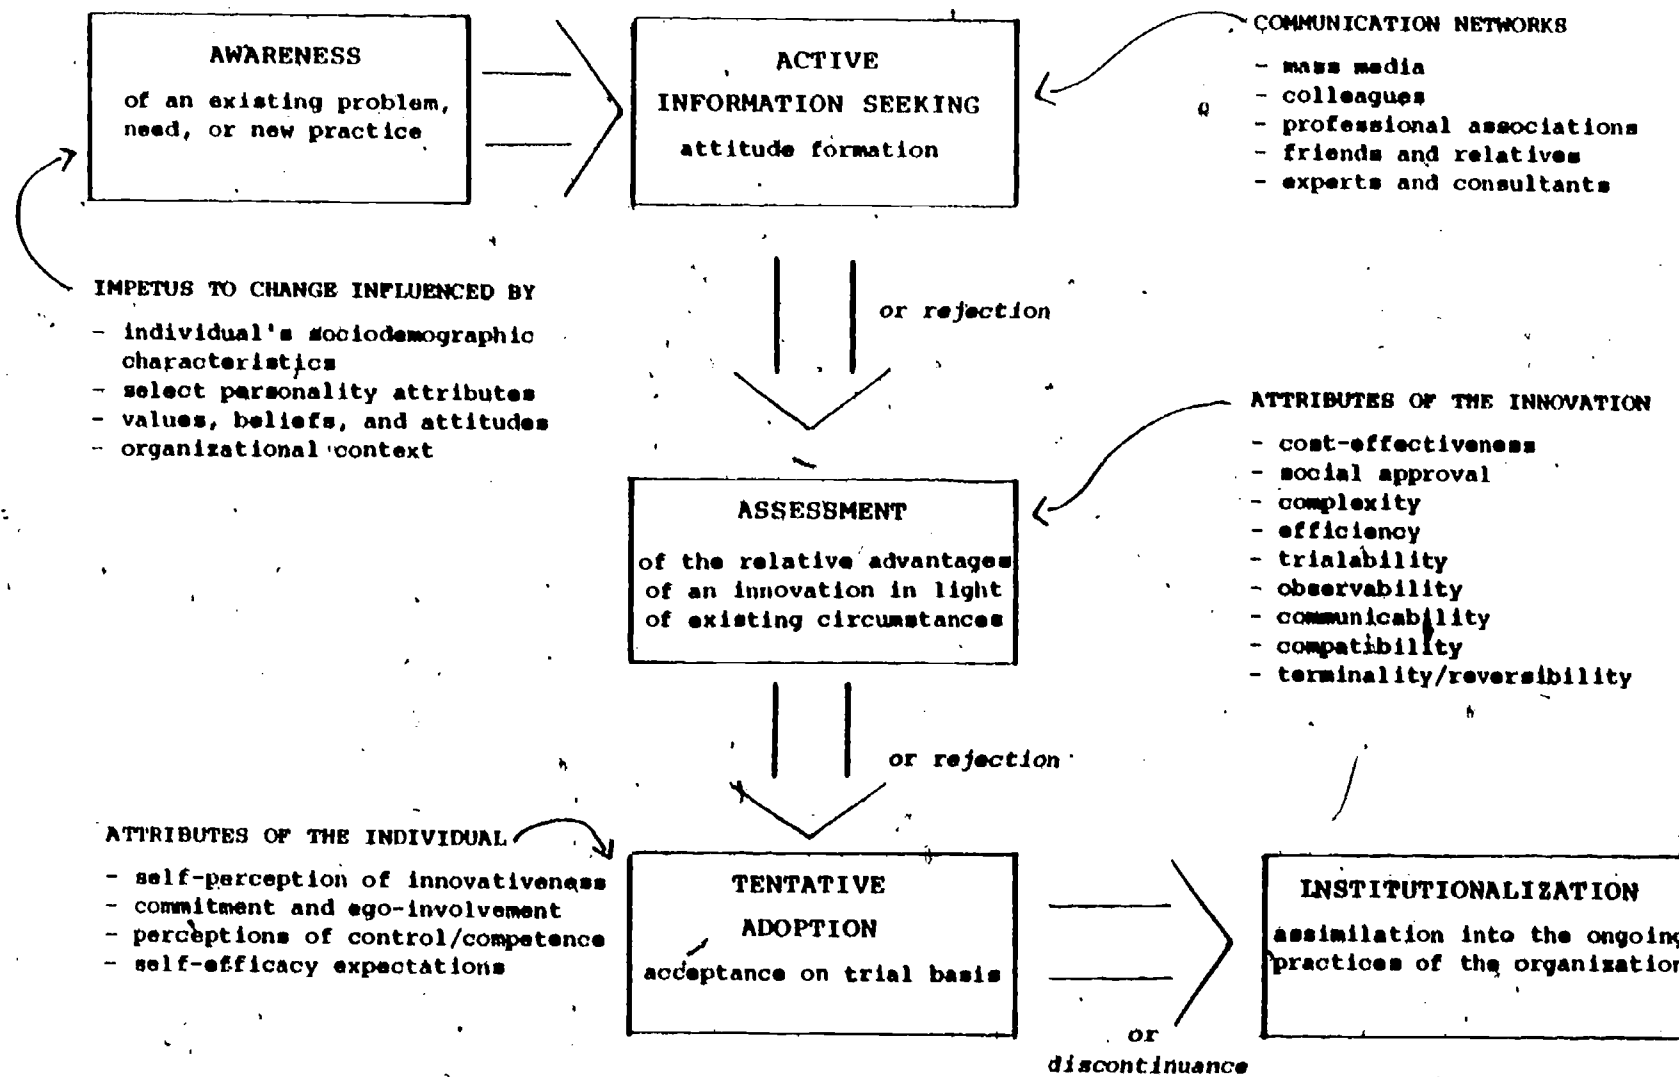 AWARENESS
of an existing problem,
need, or new practice
ACTIVE
INFORMATION SEEKING
attitude formation
COMMUNICATION NETWORKS
- mass media
- colleagues
- professional associations
- friends and relatives
- experts and consultants
IMPETUS TO CHANGE INFLUENCED BY
- individual's sociodemographic
characteristics
- select personality attributes
- values, beliefs, and attitudes
- organizational context
or rejection
ASSESSMENT
of the relative advantages
of an innovation in light
of existing circumstances
ATTRIBUTES OF THE INNOVATION
- cost-effectiveness
- social approval
- complexity
- efficiency
- trialability
- observability
- communicability
- compatibility
- terminality/reversibility
or rejection
ATTRIBUTES OF THE INDIVIDUAL
- self-perception of innovativeness
- commitment and ego-involvement
- perceptions of control/competence
- self-efficacy expectations
TENTATIVE
ADOPTION
acceptance on trial basis
or
discontinuance
INSTITUTIONALIZATION
assimilation into the ongoing
practices of the organization